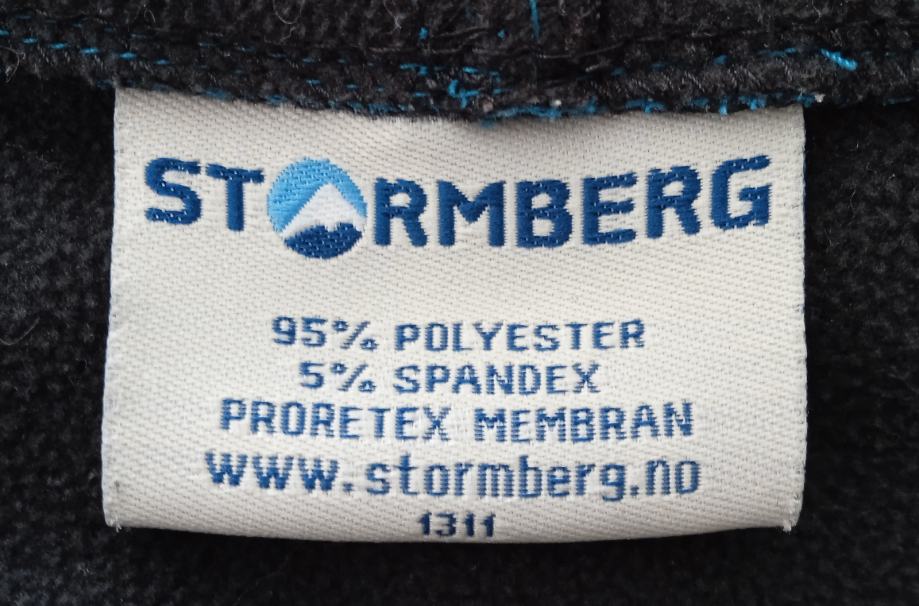 STORMBERG
95% POLYESTER
5% SPANDEX
PRORETEX MEMBRAN
www.stormberg.no
1311